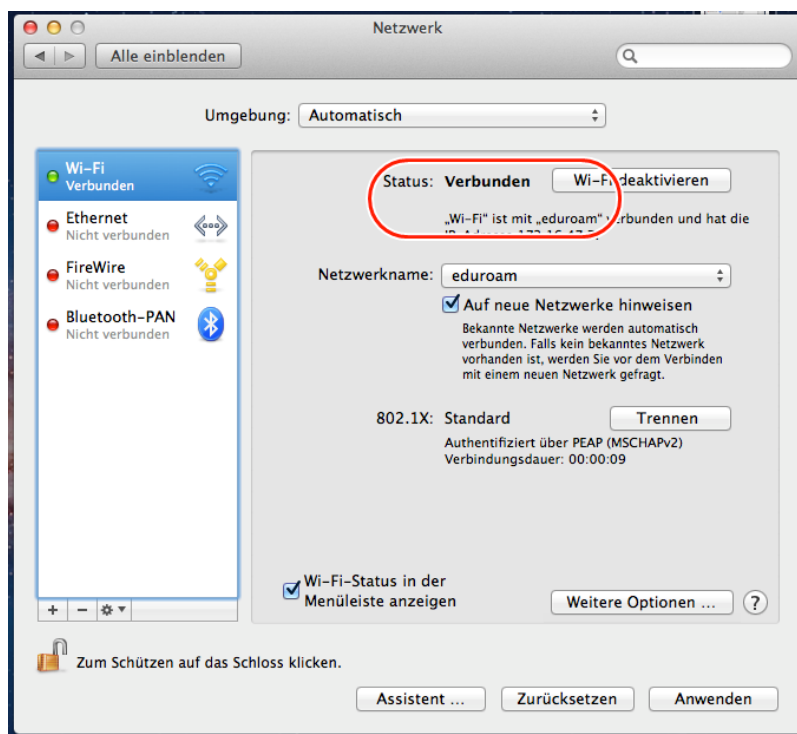 Netzwerk
Alle einblenden
Umgebung: Automatisch
Wi-Fi
Verbunden
Ethernet
Nicht verbunden
FireWire
Nicht verbunden
Bluetooth-PAN
Nicht verbunden
Status: Verbunden Wi-Fi deaktivieren
„Wi-Fi“ ist mit „eduroam“ verbunden und hat die
IP-Adresse
Netzwerkname: eduroam
Auf neue Netzwerke hinweisen
Bekannte Netzwerke werden automatisch
verbunden. Falls kein bekanntes Netzwerk
vorhanden ist, werden Sie vor dem Verbinden
mit einem neuen Netzwerk gefragt.
802.1X: Standard Trennen
Authentifiziert über PEAP (MSCHAPv2)
Verbindungsdauer: 00:00:09
Wi-Fi-Status in der
Menüleiste anzeigen
Weitere Optionen ... ?
+ −
Zum Schützen auf das Schloss klicken.
Assistent ... Zurücksetzen Anwenden